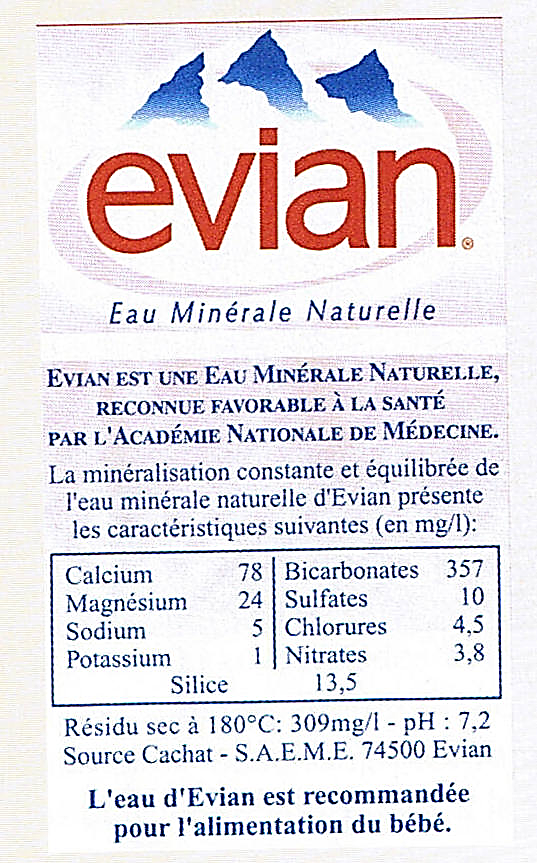 evian®
Eau Minérale Naturelle
EVIAN EST UNE EAU MINÉRALE NATURELLE,
RECONNUE FAVORABLE À LA SANTÉ
PAR L'ACADÉMIE NATIONALE DE MÉDECINE.
La minéralisation constante et équilibrée de
l'eau minérale naturelle d'Evian présente
les caractéristiques suivantes (en mg/l):
Calcium 78 Bicarbonates 357
Magnésium 24 Sulfates 10
Sodium 5 Chlorures 4,5
Potassium 1 Nitrates 3,8
Silice 13,5
Résidu sec à 180°C: 309mg/l - pH : 7,2
Source Cachat - S.A.E.M.E. 74500 Evian
L'eau d'Evian est recommandée
pour l'alimentation du bébé.